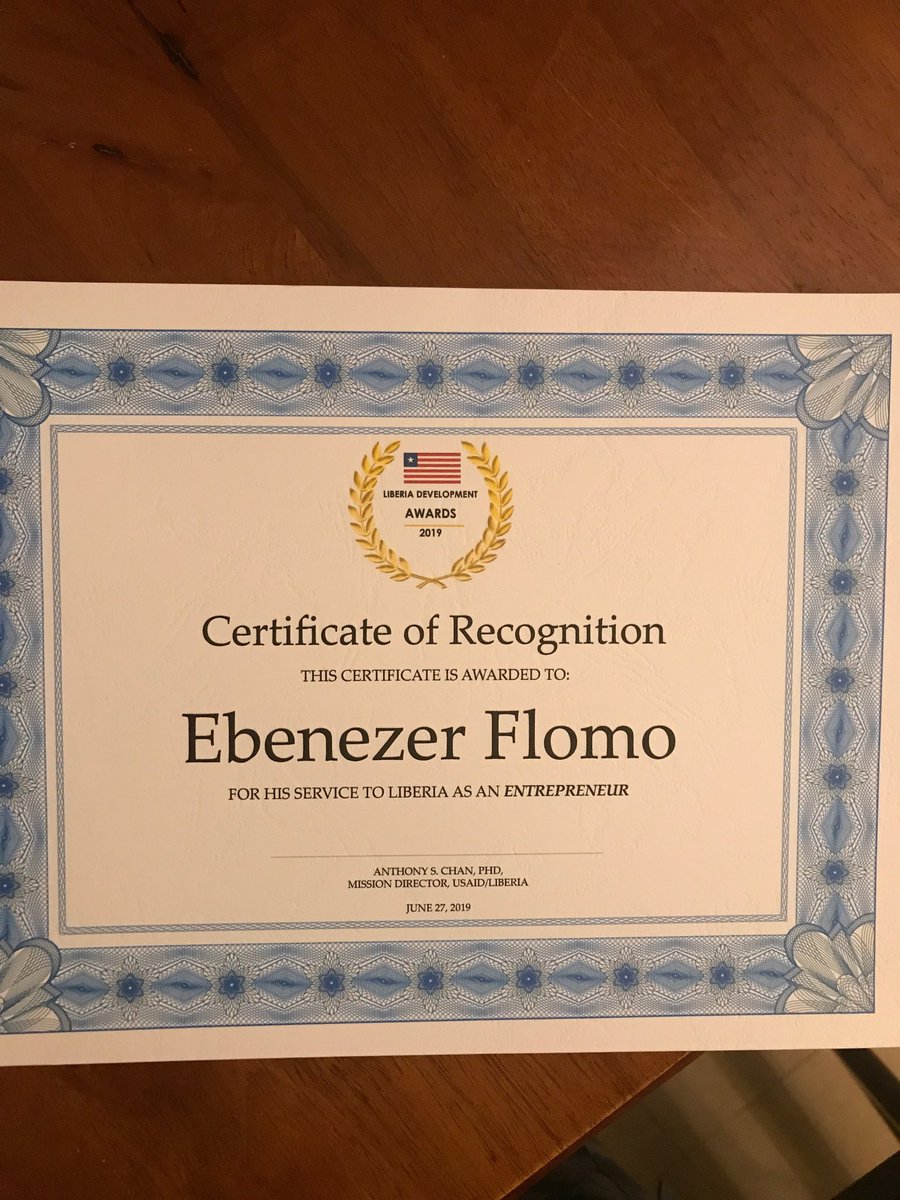 LIBERIA DEVELOPMENT
AWARDS
2019
Certificate of Recognition
THIS CERTIFICATE IS AWARDED TO:
Ebenezer Flomo
FOR HIS SERVICE TO LIBERIA AS AN ENTREPRENEUR
ANTHONY S. CHAN, PHD,
MISSION DIRECTOR, USAID/LIBERIA
JUNE 27, 2019